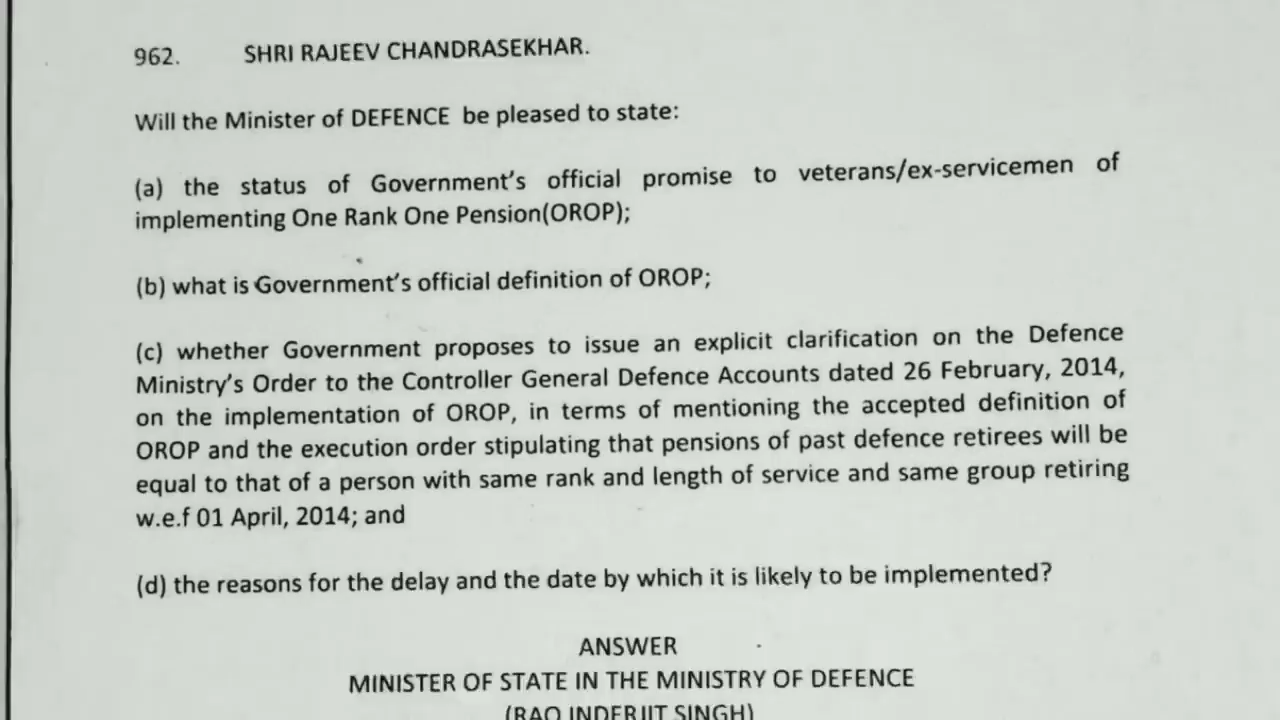 962. SHRI RAJEEV CHANDRASEKHAR.
Will the Minister of DEFENCE be pleased to state:
(a) the status of Government's official promise to veterans/ex-servicemen of
implementing One Rank One Pension(OROP);
(b) what is Government's official definition of OROP;
(c) whether Government proposes to issue an explicit clarification on the Defence
Ministry's Order to the Controller General Defence Accounts dated 26 February, 2014,
on the implementation of OROP, in terms of mentioning the accepted definition of
OROP and the execution order stipulating that pensions of past defence retirees will be
equal to that of a person with same rank and length of service and same group retiring
w.e.f 01 April, 2014; and
(d) the reasons for the delay and the date by which it is likely to be implemented?
ANSWER
MINISTER OF STATE IN THE MINISTRY OF DEFENCE
(RAO INDERJIT SINGH)